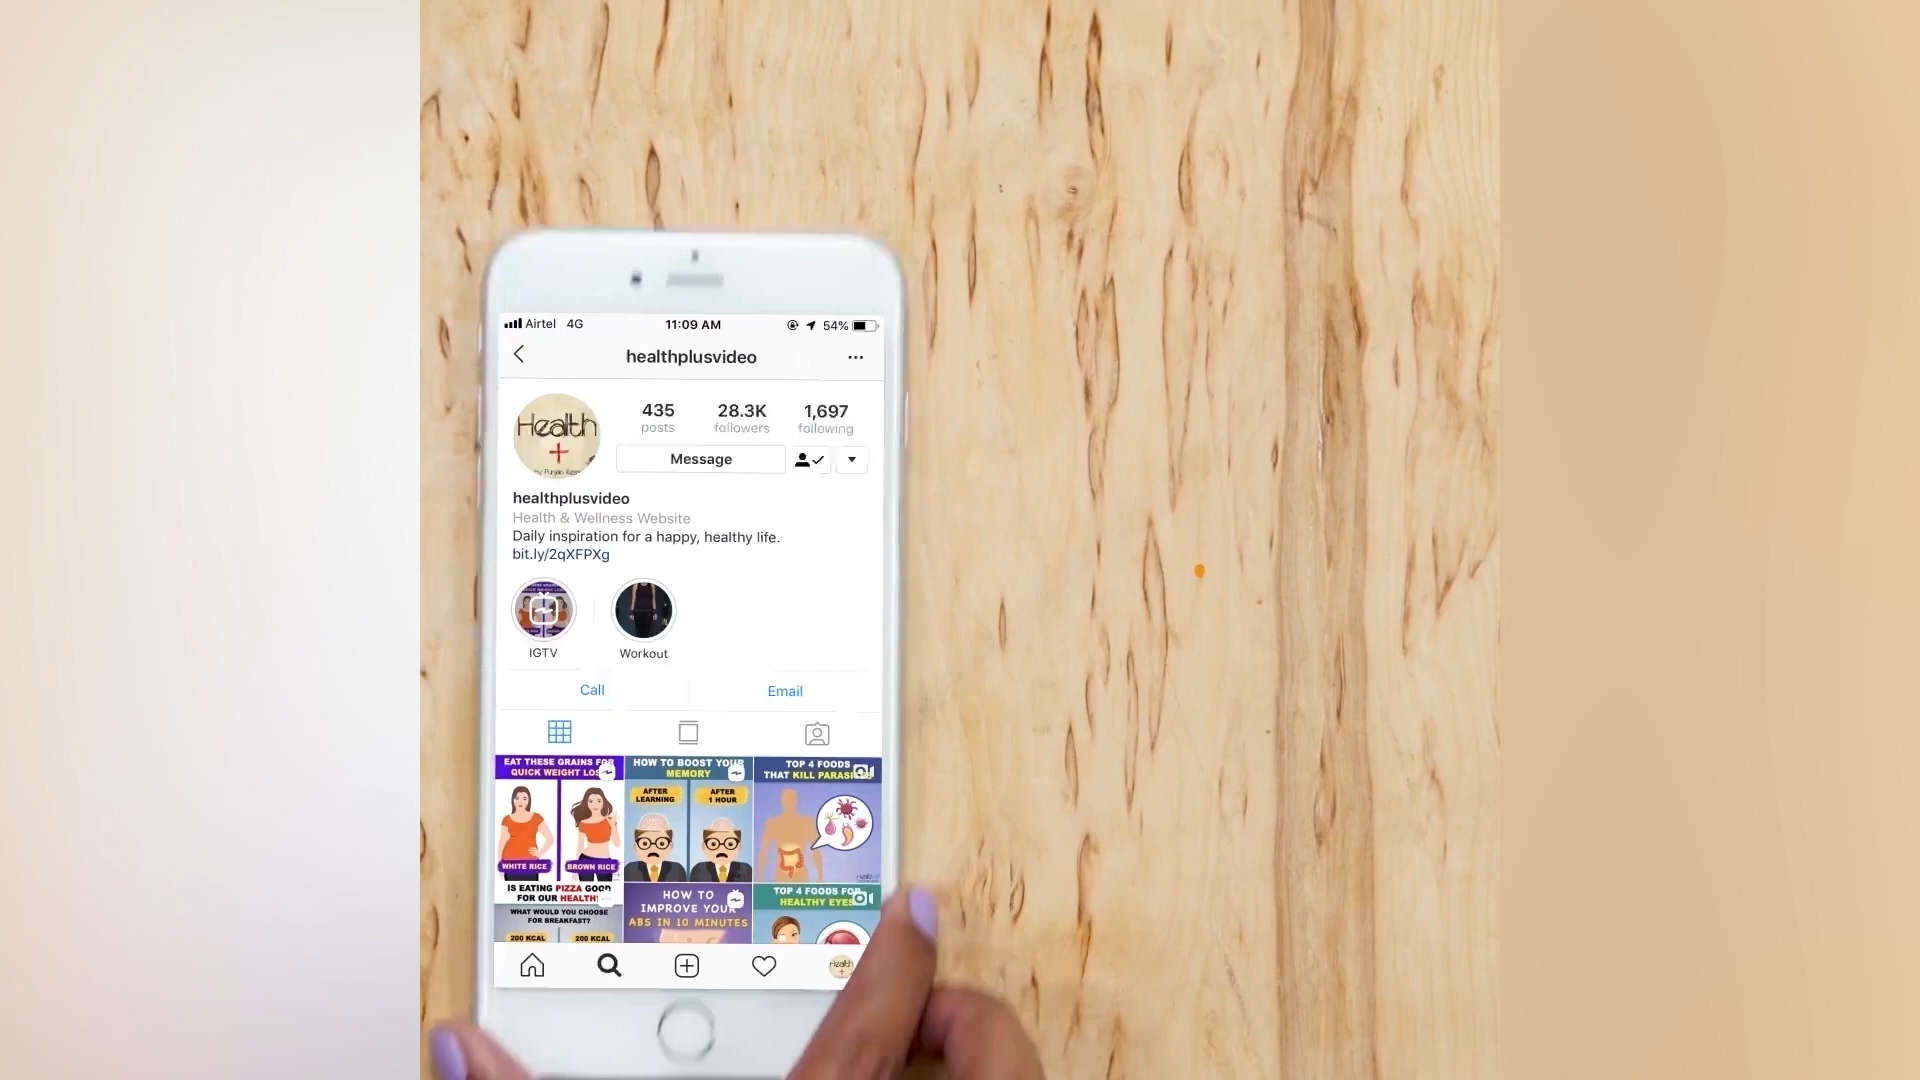 Airtel 4G 11:09 AM 54%
healthplusvideo
Health
+
by Punjab Kesari
435 28.3K 1,697
posts followers following
Message
healthplusvideo
Health & Wellness Website
Daily inspiration for a happy, healthy life.
bit.ly/2qXFPXg
IGTV Workout
Call Email
EAT THESE GRAINS FOR
QUICK WEIGHT LOSS
WHITE RICE BROWN RICE
HOW TO BOOST YOUR
MEMORY
AFTER
LEARNING
AFTER
1 HOUR
TOP 4 FOODS
THAT KILL PARASITES
IS EATING PIZZA GOOD
FOR OUR HEALTH
WHAT WOULD YOU CHOOSE
FOR BREAKFAST?
200 KCAL 200 KCAL
HOW TO
IMPROVE YOUR
ABS IN 10 MINUTES
TOP 4 FOODS FOR
HEALTHY EYES
Health
+